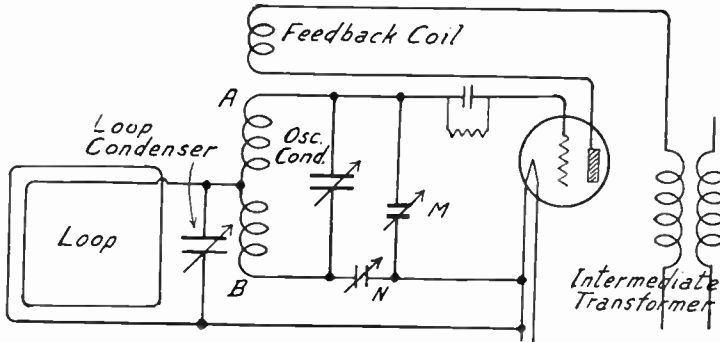 Feedback Coil
A
Loop
Condenser
Osc.
Cond.
M
Loop
B
N
Intermediate
Transformer